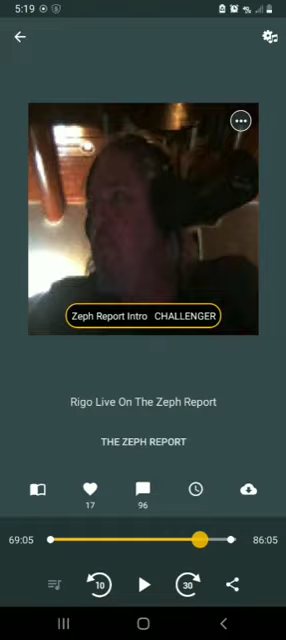 5:19
Zeph Report Intro CHALLENGER
Rigo Live On The Zeph Report
THE ZEPH REPORT
17
96
69:05
86:05
10
30